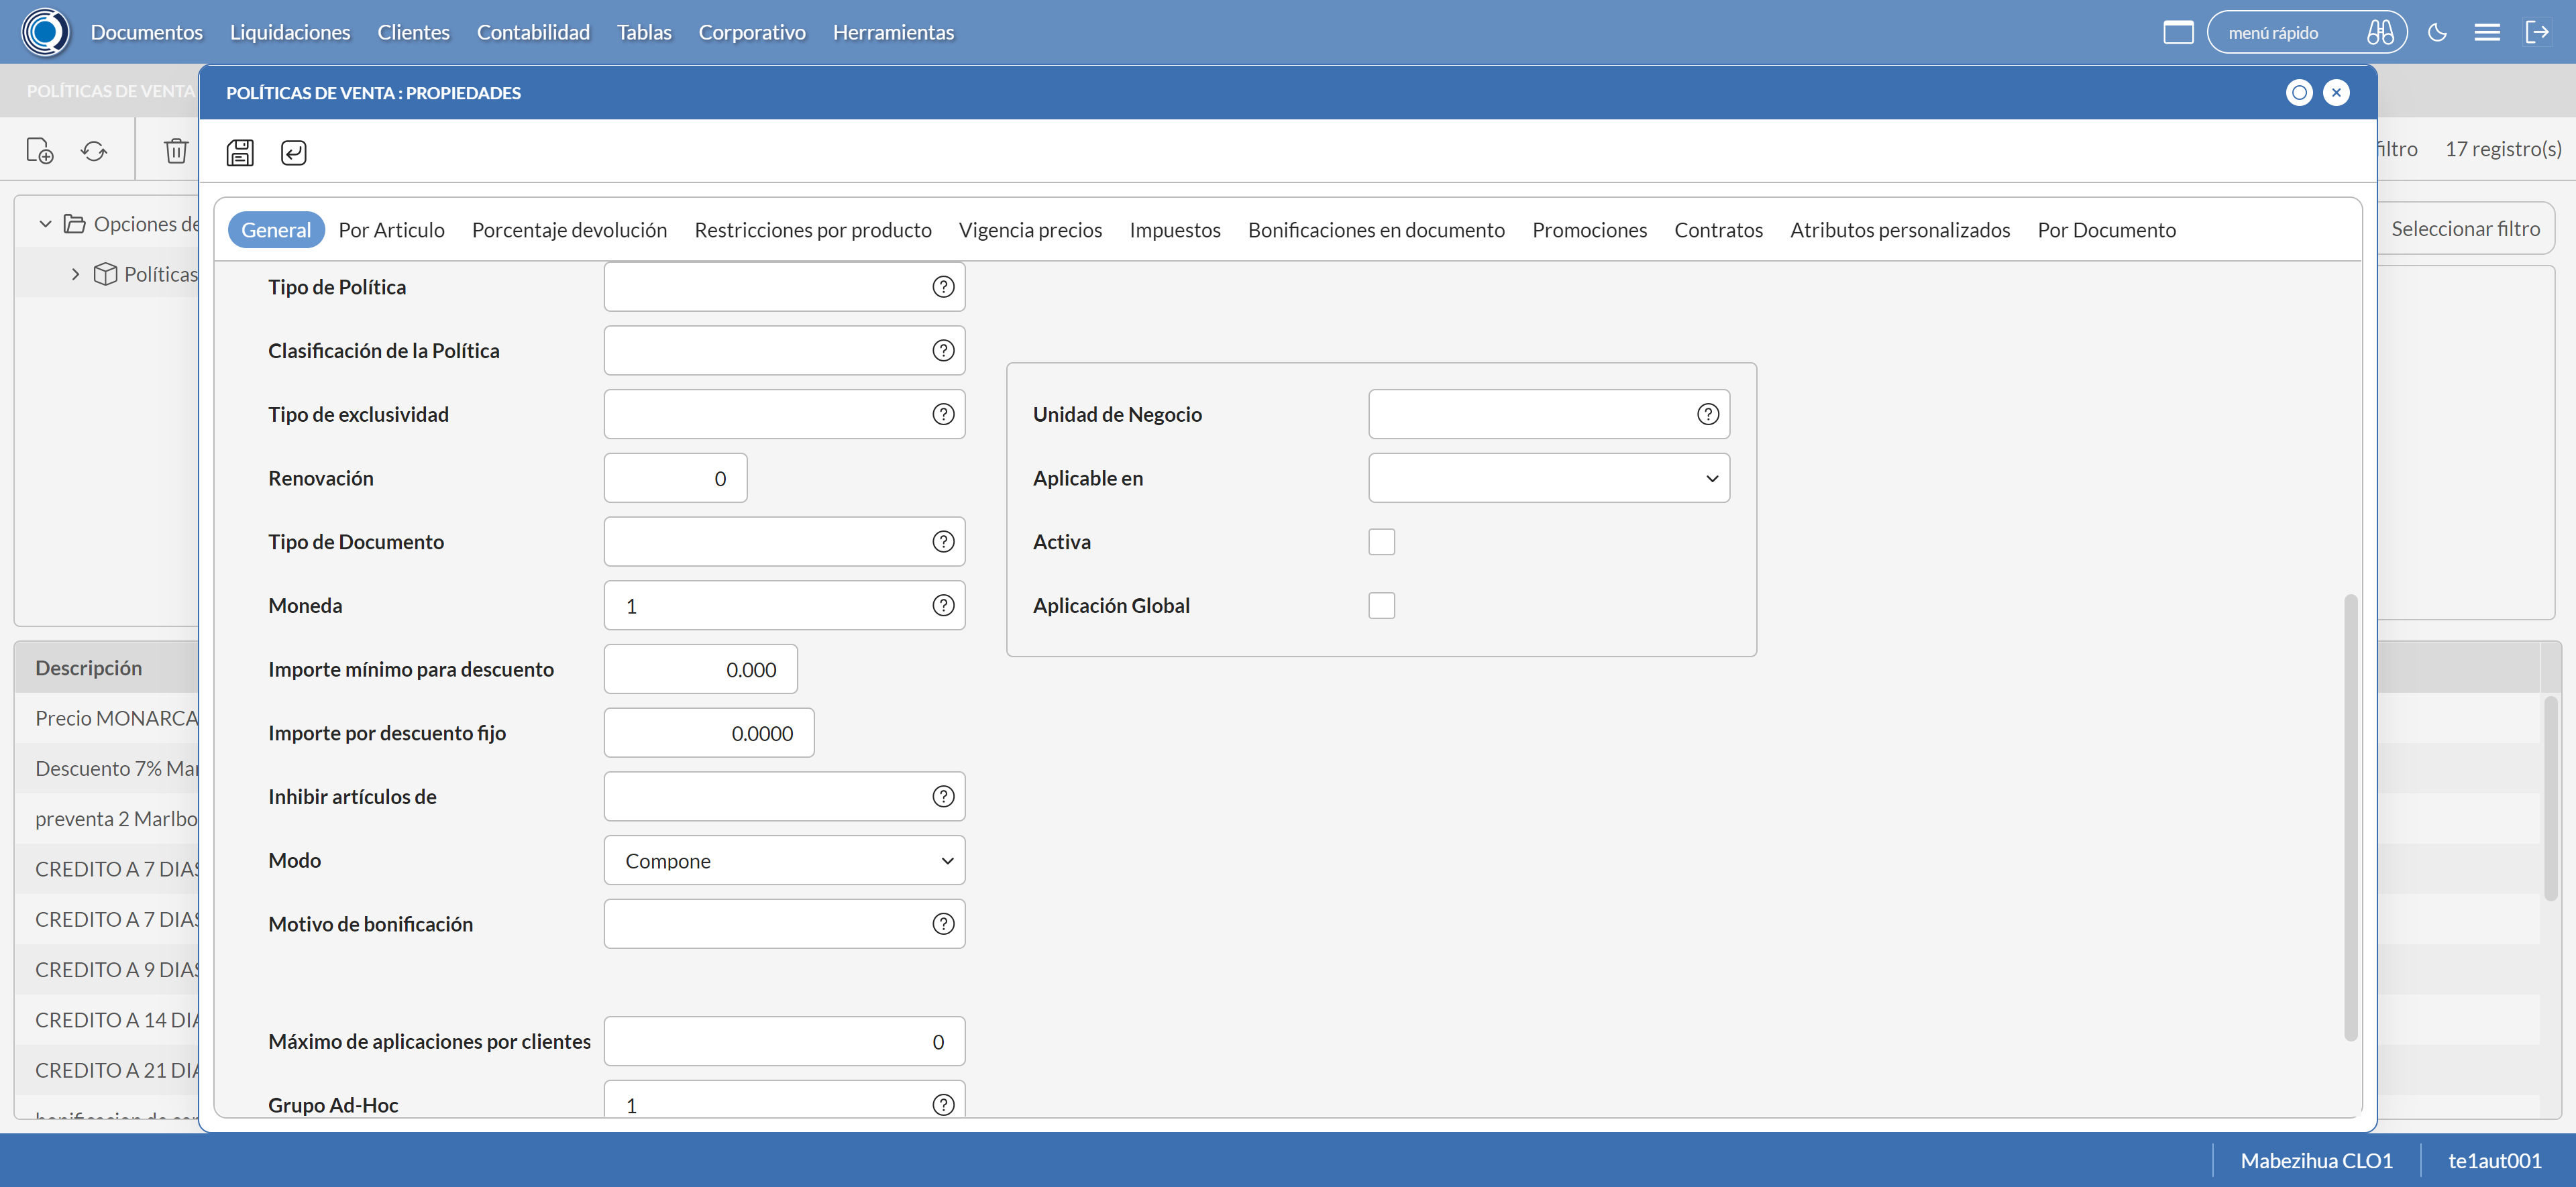 Documentos Liquidaciones Clientes Contabilidad Tablas Corporativo Herramientas menú rápido
POLÍTICAS DE VENTA
POLÍTICAS DE VENTA : PROPIEDADES
filtro 17 registro(s)
General Por Articulo Porcentaje devolución Restricciones por producto Vigencia precios Impuestos Bonificaciones en documento Promociones Contratos Atributos personalizados Por Documento
Seleccionar filtro
Opciones de
Políticas
Tipo de Política
Clasificación de la Política
Tipo de exclusividad
Renovación 0
Tipo de Documento
Moneda 1
Importe mínimo para descuento 0.000
Importe por descuento fijo 0.0000
Inhibir artículos de
Modo Compone
Motivo de bonificación
Máximo de aplicaciones por clientes 0
Grupo Ad-Hoc 1
Unidad de Negocio
Aplicable en
Activa
Aplicación Global
Descripción
Precio MONARCA
Descuento 7% Mar
preventa 2 Marlbo
CREDITO A 7 DIAS
CREDITO A 7 DIAS
CREDITO A 9 DIAS
CREDITO A 14 DIA
CREDITO A 21 DIA
Mabezihua CLO1 te1aut001